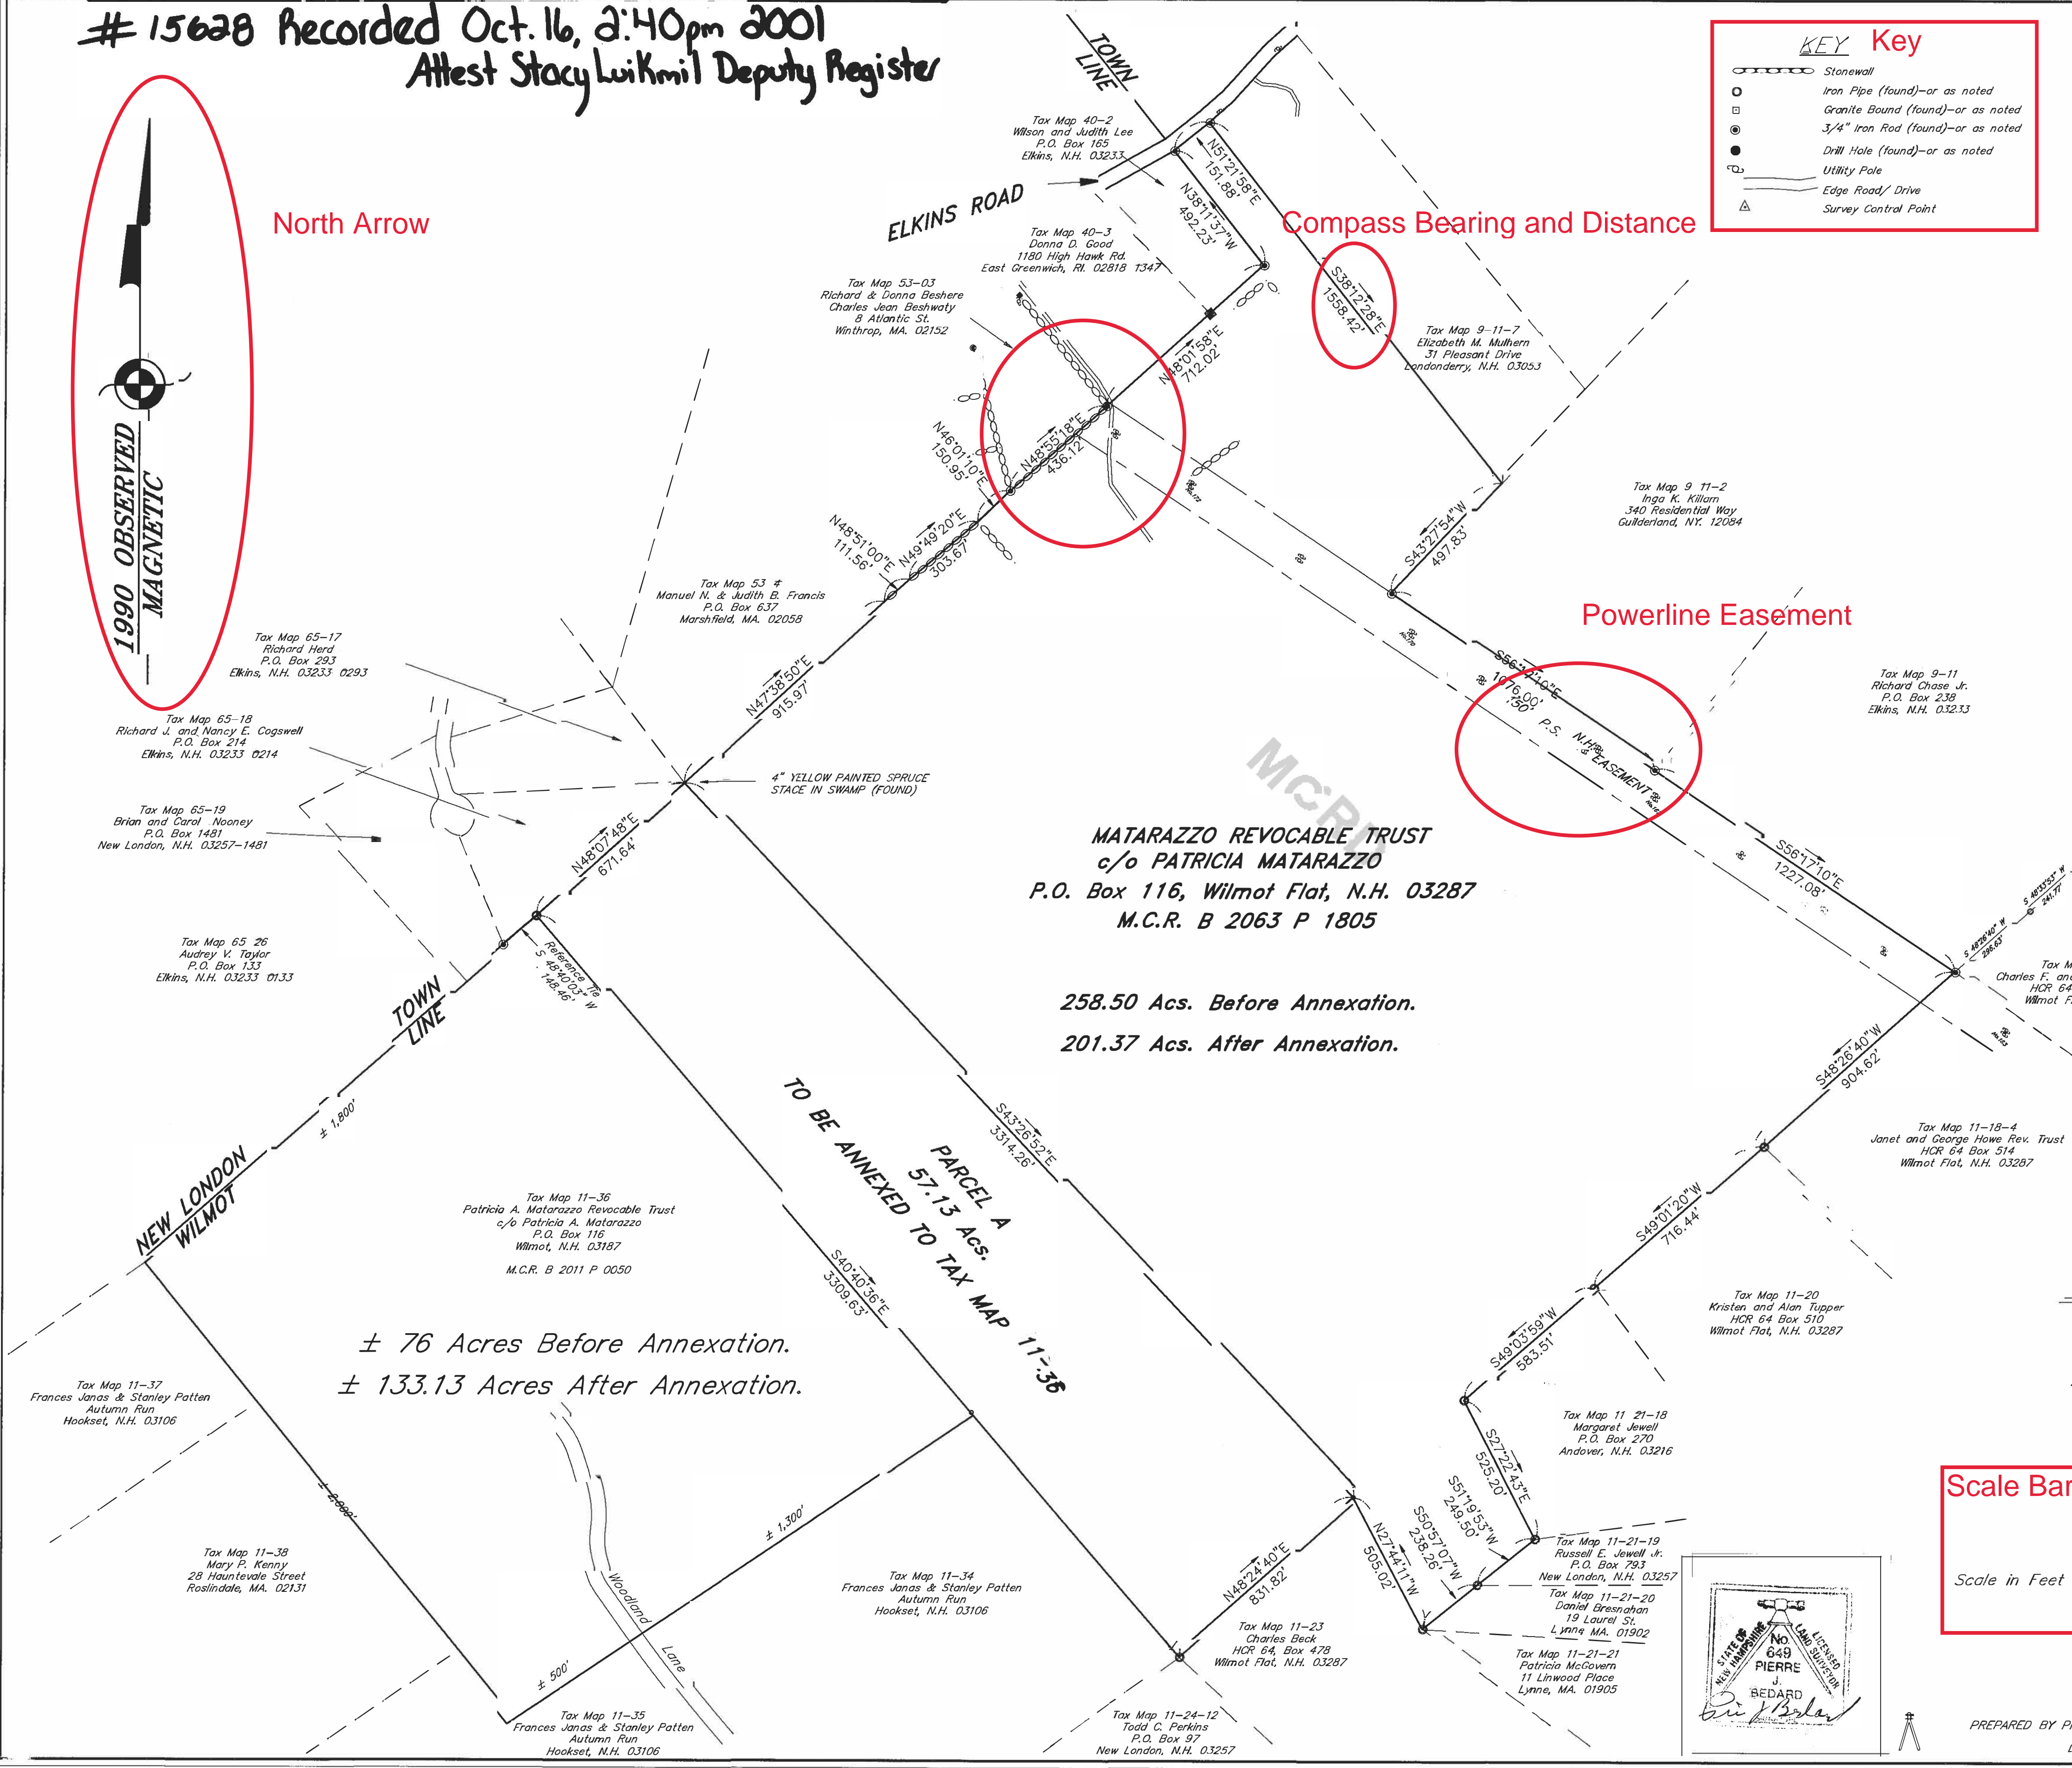 # 15628 Recorded Oct. 16, 2:40pm 2001
Attest Stacy Deputy Register
KEY Key
Stonewall
Iron Pipe (found)-or as noted
Granite Bound (found)-or as noted
3/4" Iron Rod (found)-or as noted
Drill Hole (found)-or as noted
Utility Pole
Edge Road/ Drive
Survey Control Point
North Arrow
1990 OBSERVED
MAGNETIC
TOWN
LINE
Tax Map 40-2
Wilson and Judith Lee
P.O. Box 165
Elkins, N.H. 03233
ELKINS ROAD
N51°21'58"E
151.88'
N38°11'37"W
492.23'
Compass Bearing and Distance
S38°12'28"E
1558.42'
Tax Map 40-3
Donna D. Good
1180 High Hawk Rd.
East Greenwich, RI. 02818 1347
Tax Map 53-03
Richard & Donna Beshere
Charles Jean Beshwaty
8 Atlantic St.
Winthrop, MA. 02152
Tax Map 9-11-7
Elizabeth M. Mulhern
31 Pleasant Drive
Londonderry, N.H. 03053
N48°01'58"E
712.02'
N48°55'18"E
436.12'
N46°01'10"E
150.95'
N49°49'20"E
303.67'
N48°51'00"E
111.56'
S43°27'54"W
497.83'
Tax Map 9 11-2
Inga K. Killam
340 Residential Way
Guilderland, NY. 12084
Tax Map 53 4
Manuel N. & Judith B. Francis
P.O. Box 637
Marshfield, MA. 02058
Powerline Easement
S56°17'10"E
1076.00'
150' P.S. N.H. EASEMENT
Tax Map 9-11
Richard Chase Jr.
P.O. Box 238
Elkins, N.H. 03233
Tax Map 65-17
Richard Herd
P.O. Box 293
Elkins, N.H. 03233 0293
N47°38'50"E
915.97'
Tax Map 65-18
Richard J. and Nancy E. Cogswell
P.O. Box 214
Elkins, N.H. 03233 0214
4" YELLOW PAINTED SPRUCE
STACE IN SWAMP (FOUND)
Tax Map 65-19
Brian and Carol Nooney
P.O. Box 1481
New London, N.H. 03257-1481
N48°07'48"E
671.64'
MCRD
MATARAZZO REVOCABLE TRUST
c/o PATRICIA MATARAZZO
P.O. Box 116, Wilmot Flat, N.H. 03287
M.C.R. B 2063 P 1805
258.50 Acs. Before Annexation.
201.37 Acs. After Annexation.
S56°17'10"E
1227.08'
S 48°33'53" W
241.71'
S 48°26'40" W
296.63'
Tax M
Charles F. and
HCR 64
Wilmot F
Tax Map 65 26
Audrey V. Taylor
P.O. Box 133
Elkins, N.H. 03233 0133
Reference Tie
S 48°40'03" W
148.46'
TOWN
LINE
± 1,800'
NEW LONDON
WILMOT
S48°26'40"W
904.62'
Tax Map 11-18-4
Janet and George Howe Rev. Trust
HCR 64 Box 514
Wilmot Flat, N.H. 03287
S43°26'52"E
3314.26'
PARCEL A
57.13 Acs.
TO BE ANNEXED TO TAX MAP 11-36
Tax Map 11-36
Patricia A. Matarazzo Revocable Trust
c/o Patricia A. Matarazzo
P.O. Box 116
Wilmot, N.H. 03187
M.C.R. B 2011 P 0050
S40°40'36"E
3309.63'
± 76 Acres Before Annexation.
± 133.13 Acres After Annexation.
S49°01'20"W
716.44'
Tax Map 11-20
Kristen and Alan Tupper
HCR 64 Box 510
Wilmot Flat, N.H. 03287
S49°03'59"W
583.51'
Tax Map 11-37
Frances Janas & Stanley Patten
Autumn Run
Hookset, N.H. 03106
± 2,000'
Tax Map 11 21-18
Margaret Jewell
P.O. Box 270
Andover, N.H. 03216
S27°22'43"E
525.20'
S51°19'53"W
249.50'
S50°57'07"W
238.26'
N27°44'11"W
505.02'
N48°24'40"E
831.82'
± 1,300'
Scale Bar
Scale in Feet
Tax Map 11-38
Mary P. Kenny
28 Hauntevale Street
Roslindale, MA. 02131
Woodland Lane
Tax Map 11-34
Frances Janas & Stanley Patten
Autumn Run
Hookset, N.H. 03106
Tax Map 11-21-19
Russell E. Jewell Jr.
P.O. Box 793
New London, N.H. 03257
Tax Map 11-21-20
Daniel Bresnahan
19 Laurel St.
Lynne MA. 01902
Tax Map 11-23
Charles Beck
HCR 64, Box 478
Wilmot Flat, N.H. 03287
Tax Map 11-21-21
Patricia McGovern
11 Linwood Place
Lynne, MA. 01905
± 500'
Tax Map 11-35
Frances Janas & Stanley Patten
Autumn Run
Hookset, N.H. 03106
Tax Map 11-24-12
Todd C. Perkins
P.O. Box 97
New London, N.H. 03257
STATE OF NEW HAMPSHIRE
LICENSED LAND SURVEYOR
No.
649
PIERRE
J.
BEDARD
PREPARED BY P